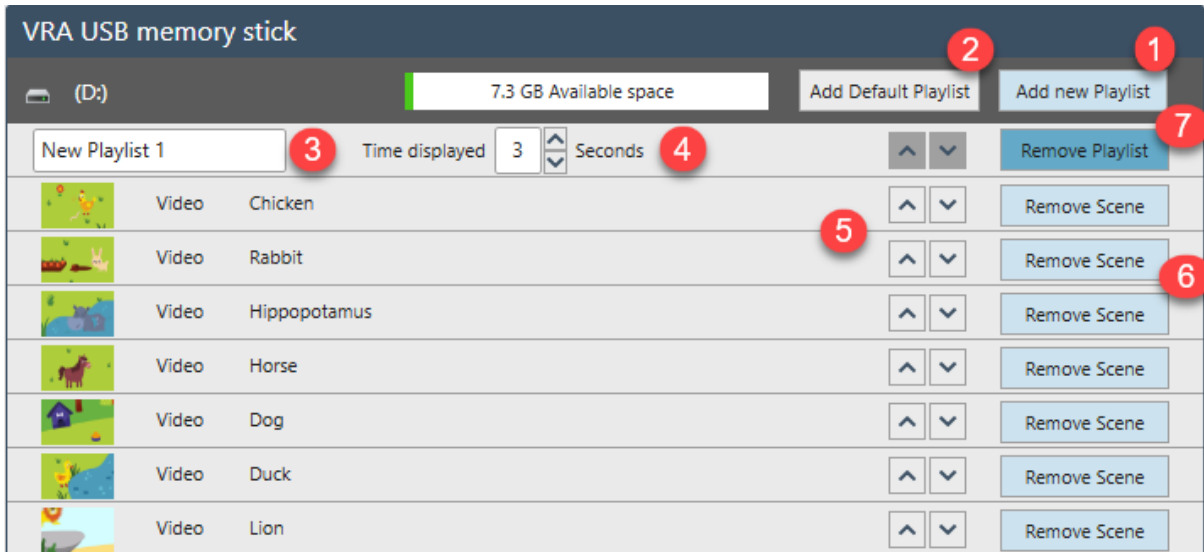 VRA USB memory stick
2 1
(D:) 7.3 GB Available space Add Default Playlist Add new Playlist
7
New Playlist 1 3 Time displayed 3 Seconds 4 Remove Playlist
Video Chicken Remove Scene
5
Video Rabbit Remove Scene
6
Video Hippopotamus Remove Scene
Video Horse Remove Scene
Video Dog Remove Scene
Video Duck Remove Scene
Video Lion Remove Scene